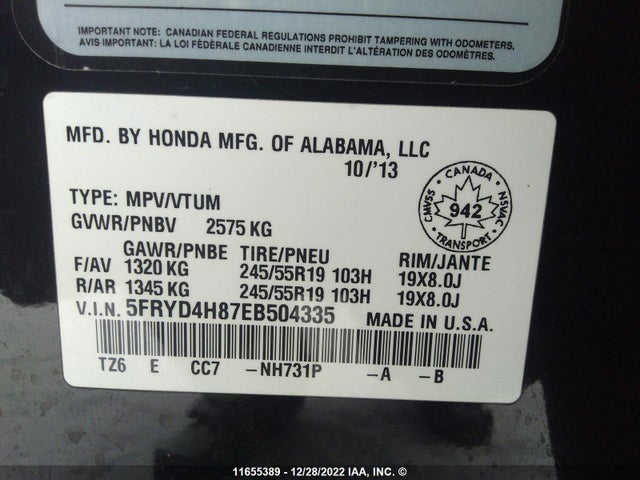 IMPORTANT NOTE: CANADIAN FEDERAL REGULATIONS PROHIBIT TAMPERING WITH ODOMETERS.
AVIS IMPORTANT: LA LOI FÉDÉRALE CANADIENNE INTERDIT L'ALTÉRATION DES ODOMÈTRES.
MFD. BY HONDA MFG. OF ALABAMA, LLC
10/'13
TYPE: MPV/VTUM
GVWR/PNBV 2575 KG
GAWR/PNBE TIRE/PNEU RIM/JANTE
F/AV 1320 KG 245/55R19 103H 19X8.0J
R/AR 1345 KG 245/55R19 103H 19X8.0J
V.I.N. 5FRYD4H87EB504335 MADE IN U.S.A.
TZ6 E CC7 -NH731P -A -B
CANADA
CMVSS 942 NSVAC
TRANSPORT
11655389 - 12/28/2022 IAA, INC. ©